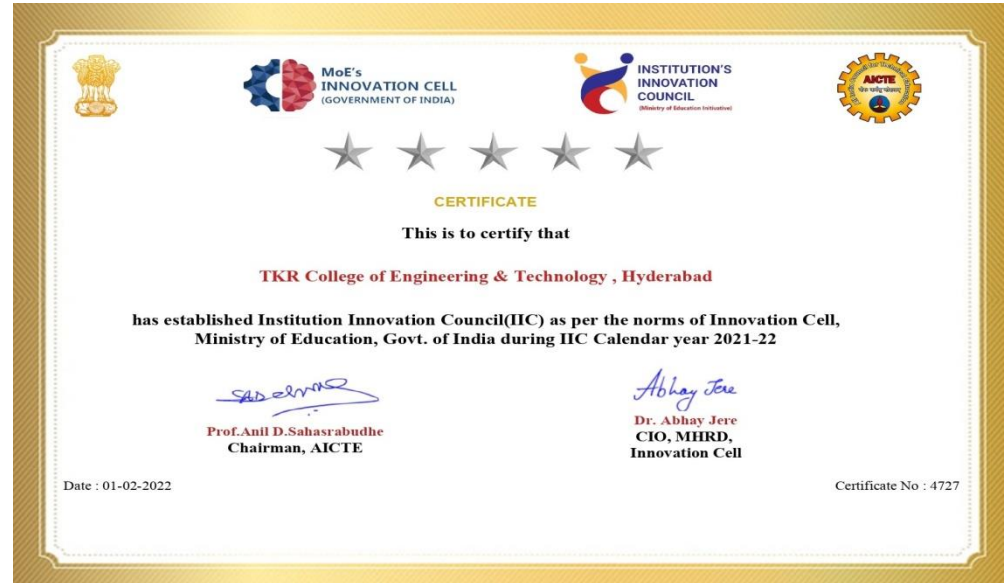 MoE's
INNOVATION CELL
(GOVERNMENT OF INDIA)
INSTITUTION'S
INNOVATION
COUNCIL
(Ministry of Education Initiative)
AICTE
CERTIFICATE
This is to certify that
TKR College of Engineering & Technology , Hyderabad
has established Institution Innovation Council(IIC) as per the norms of Innovation Cell,
Ministry of Education, Govt. of India during IIC Calendar year 2021-22
Abhay Jere
Prof.Anil D.Sahasrabudhe
Chairman, AICTE
Dr. Abhay Jere
CIO, MHRD,
Innovation Cell
Date : 01-02-2022
Certificate No : 4727